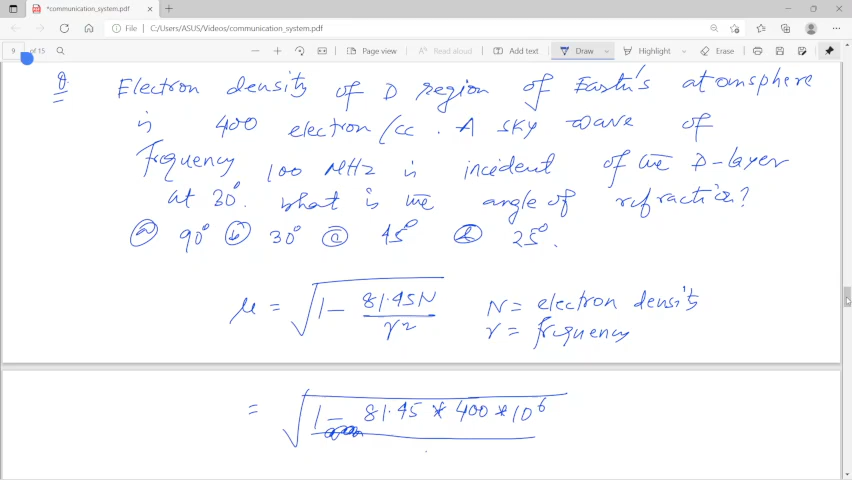 *communication_system.pdf
File | C:/Users/ASUS/Videos/communication_system.pdf
9 of 15 Page view Read aloud Add text Draw Highlight Erase
Q Electron density of D region of Earth's atomsphere
is 400 electron/cc. A sky wave of
frequency 100 MHz is incident of the D-layer
at 30°. What is the angle of refraction?
(a) 90° (b) 30° (c) 45° (d) 25°.
μ = √(1 - 81.45N/γ2) N = electron density
γ = frequency
= √(1 - 81.45 * 400 * 10^6